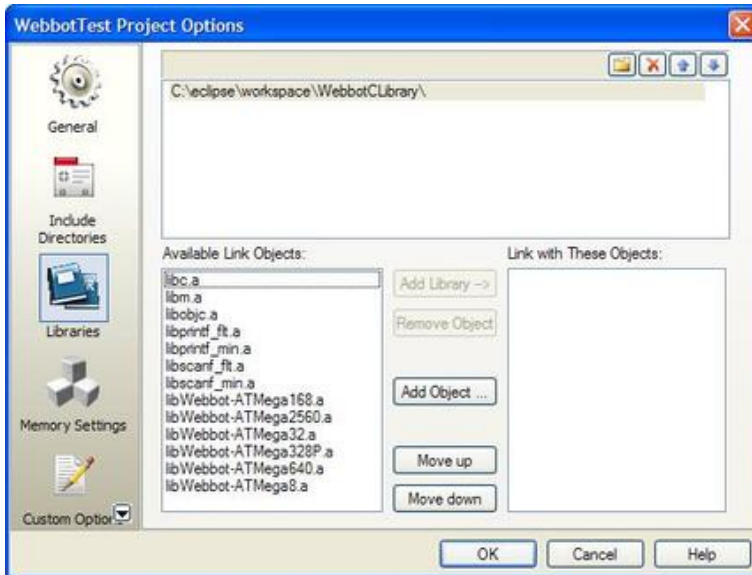 WebbotTest Project Options
C:\eclipse\workspace\WebbotCLibrary\
General
Include
Directories
Libraries
Memory Settings
Custom Option
Available Link Objects:
libc.a
libm.a
libobjc.a
libprintf_flt.a
libprintf_min.a
libscanf_flt.a
libscanf_min.a
libWebbot-ATMega168.a
libWebbot-ATMega2560.a
libWebbot-ATMega32.a
libWebbot-ATMega328P.a
libWebbot-ATMega640.a
libWebbot-ATMega8.a
Add Library -->
Remove Object
Add Object ...
Move up
Move down
Link with These Objects:
OK
Cancel
Help